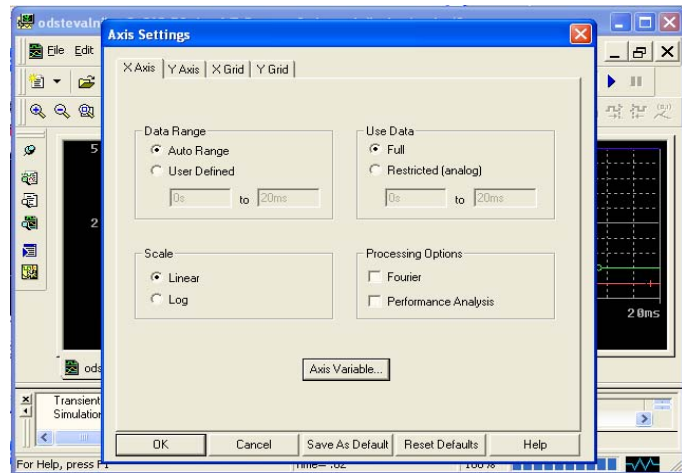 Axis Settings
File Edit
X Axis Y Axis X Grid Y Grid
Data Range
Auto Range
User Defined
0s to 20ms
Use Data
Full
Restricted (analog)
0s to 20ms
Scale
Linear
Log
Processing Options
Fourier
Performance Analysis
Axis Variable...
5
2
20ms
ods
Transient
Simulation
OK Cancel Save As Default Reset Defaults Help
For Help, press F1
100%